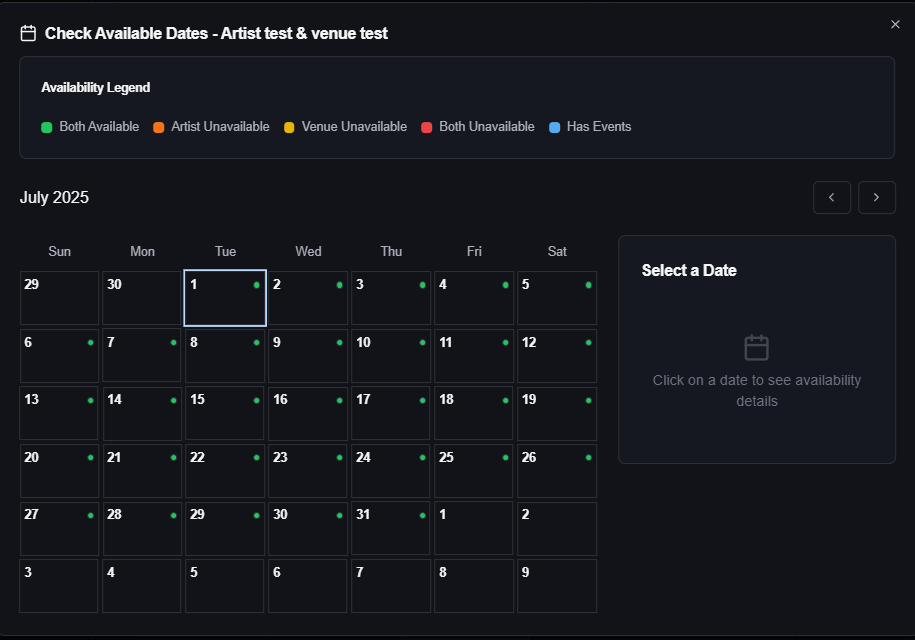 Check Available Dates - Artist test & venue test
Availability Legend
Both Available Artist Unavailable Venue Unavailable Both Unavailable Has Events
July 2025
Sun Mon Tue Wed Thu Fri Sat
29 30 1 2 3 4 5
6 7 8 9 10 11 12
13 14 15 16 17 18 19
20 21 22 23 24 25 26
27 28 29 30 31 1 2
3 4 5 6 7 8 9
Select a Date
Click on a date to see availability
details